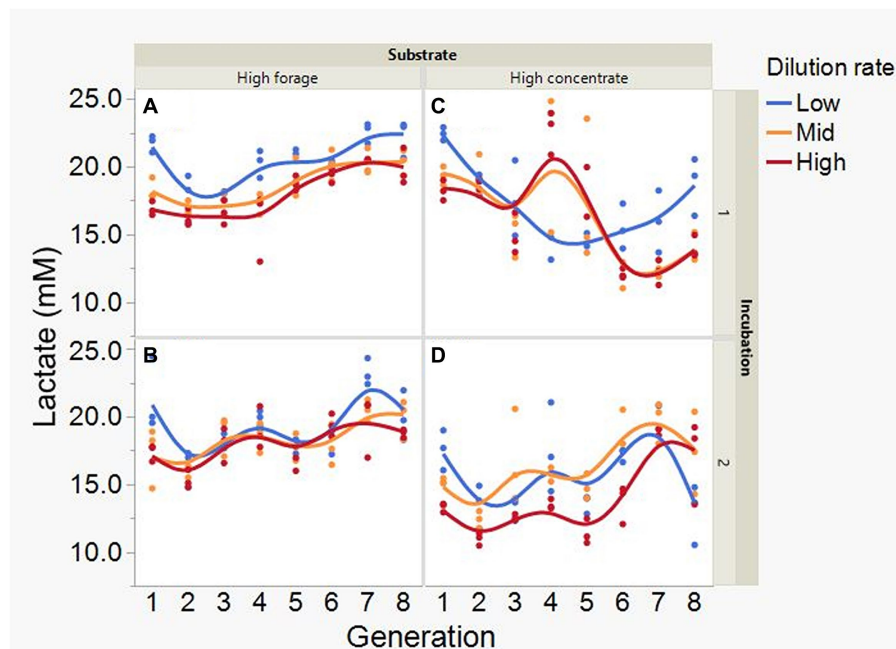 Substrate
High forage High concentrate
Dilution rate
Low
Mid
High
A C
25.0
20.0
15.0
10.0
1
B D
25.0
20.0
15.0
10.0
2
Incubation
Lactate (mM)
1 2 3 4 5 6 7 8 1 2 3 4 5 6 7 8
Generation